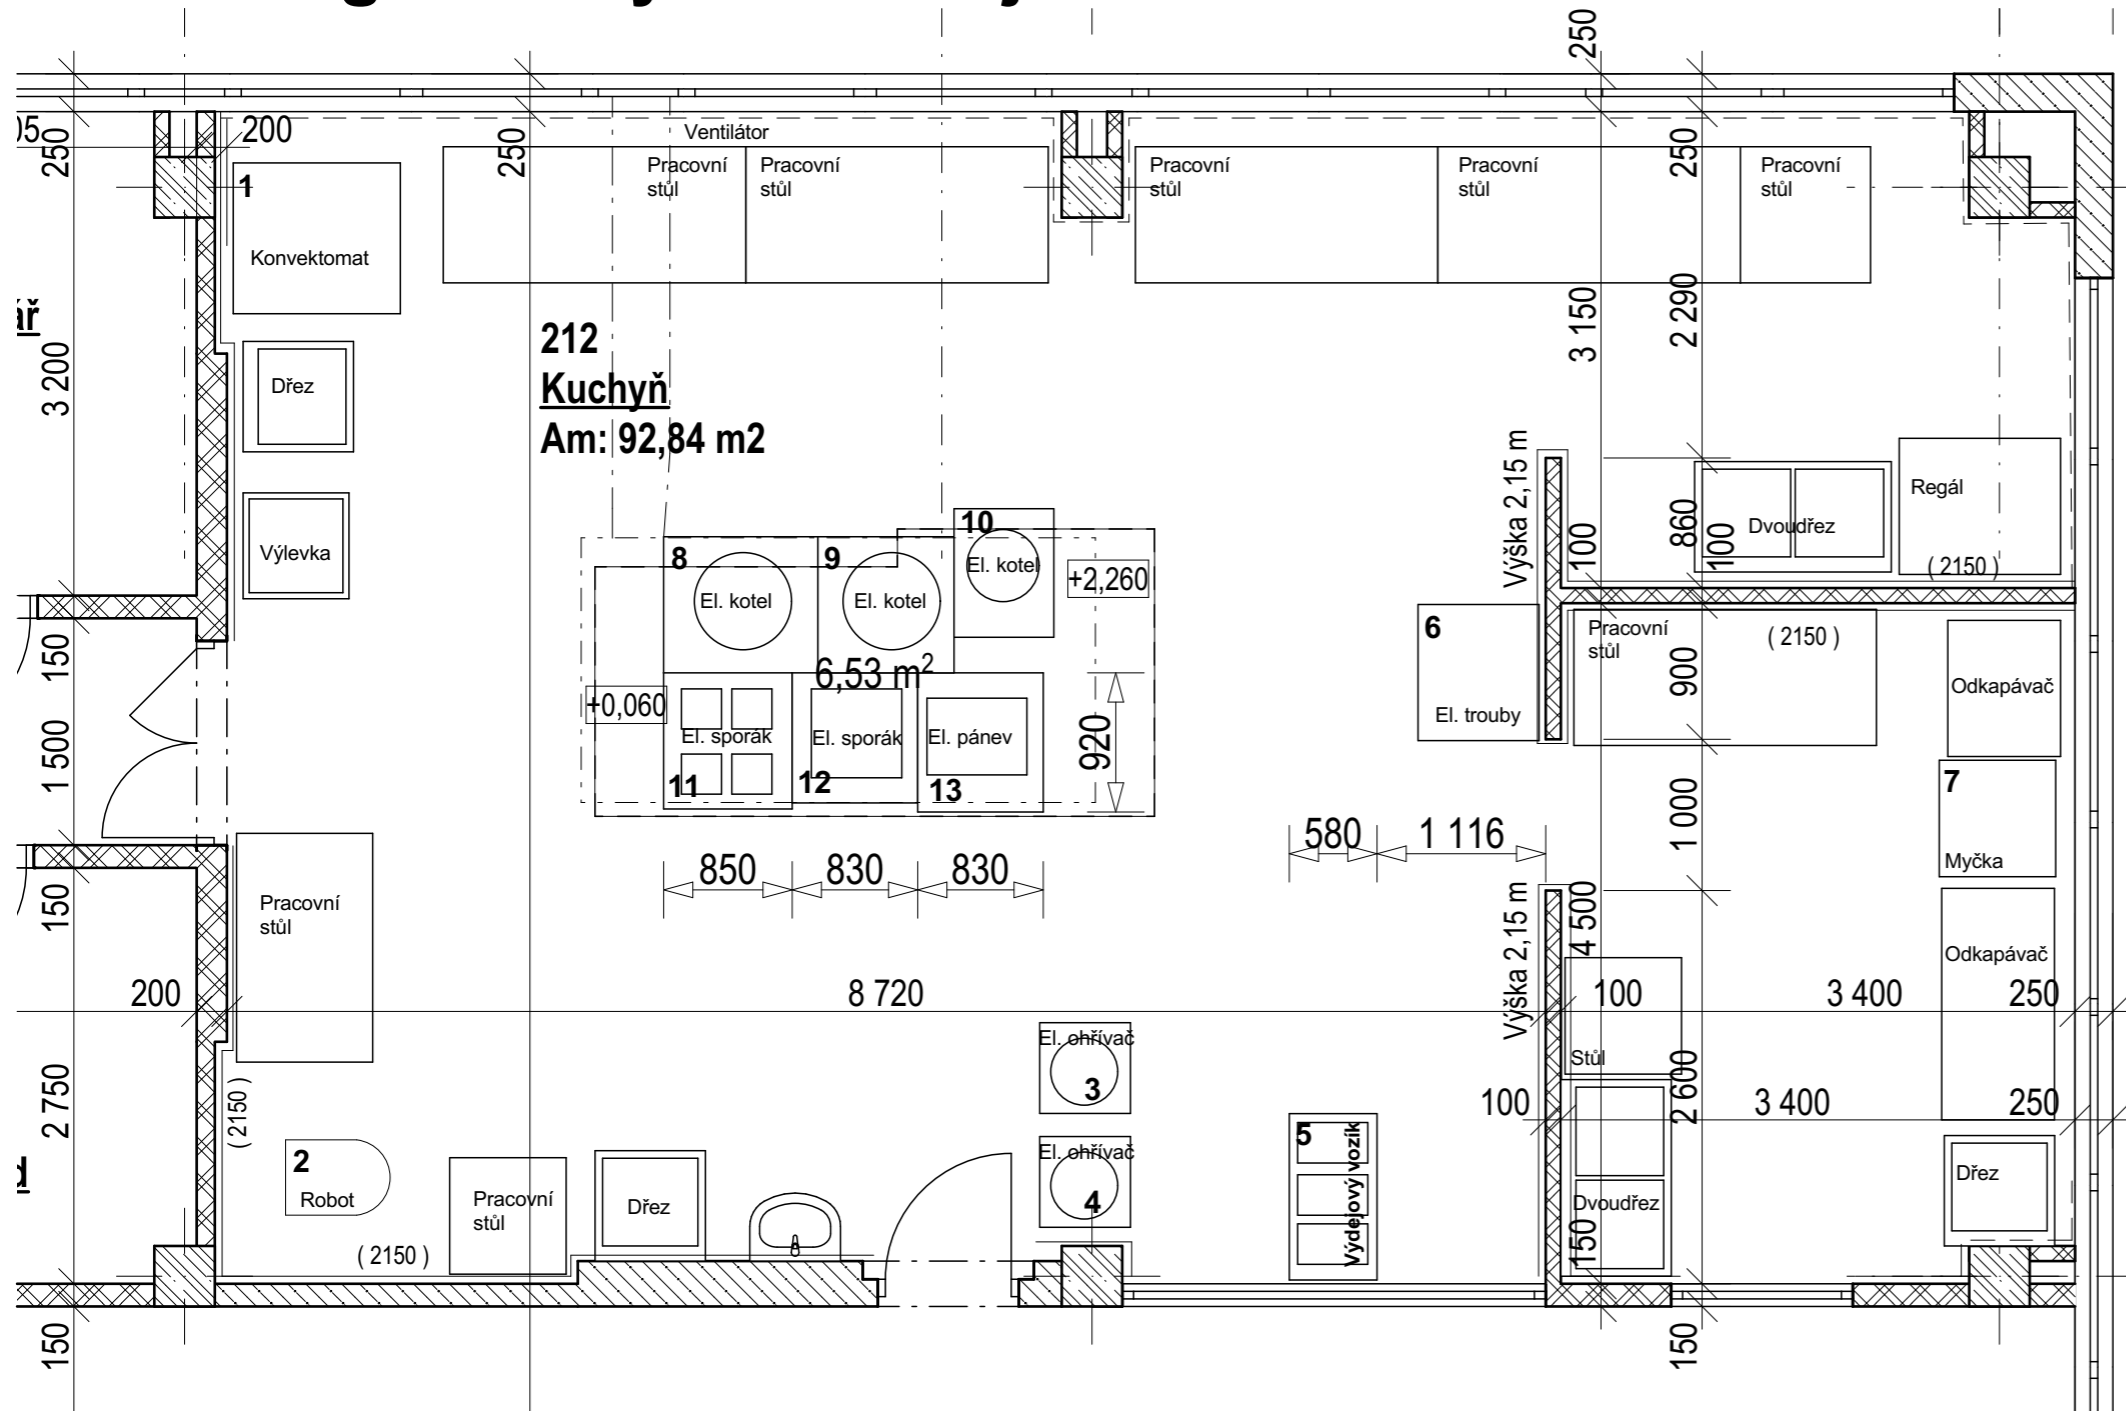 250
05
250
200
250
Ventilátor
250
1
Konvektomat
Pracovní
stůl
Pracovní
stůl
Pracovní
stůl
Pracovní
stůl
Pracovní
stůl
ář
3 200
Dřez
212
Kuchyň
Am: 92,84 m2
3 150
2 290
Výlevka
Výška 2,15 m
100
860
100
Dvoudřez
Regál
( 2150 )
8
El. kotel
9
El. kotel
10
El. kotel
+2,260
6,53 m2
+0,060
El. sporák
11
El. sporák
12
El. pánev
13
920
150
1 500
150
6
El. trouby
Pracovní
stůl
( 2150 )
900
Odkapávač
7
Myčka
1 000
850
830
830
580
1 116
Pracovní
stůl
Výška 2,15 m
4 500
Odkapávač
200
8 720
100
3 400
250
2 750
( 2150 )
El. ohřívač
3
Stůl
2 600
100
3 400
250
El. ohřívač
4
5
Výdejový vozík
d
2
Robot
( 2150 )
Pracovní
stůl
Dřez
Dvoudřez
150
Dřez
150
150